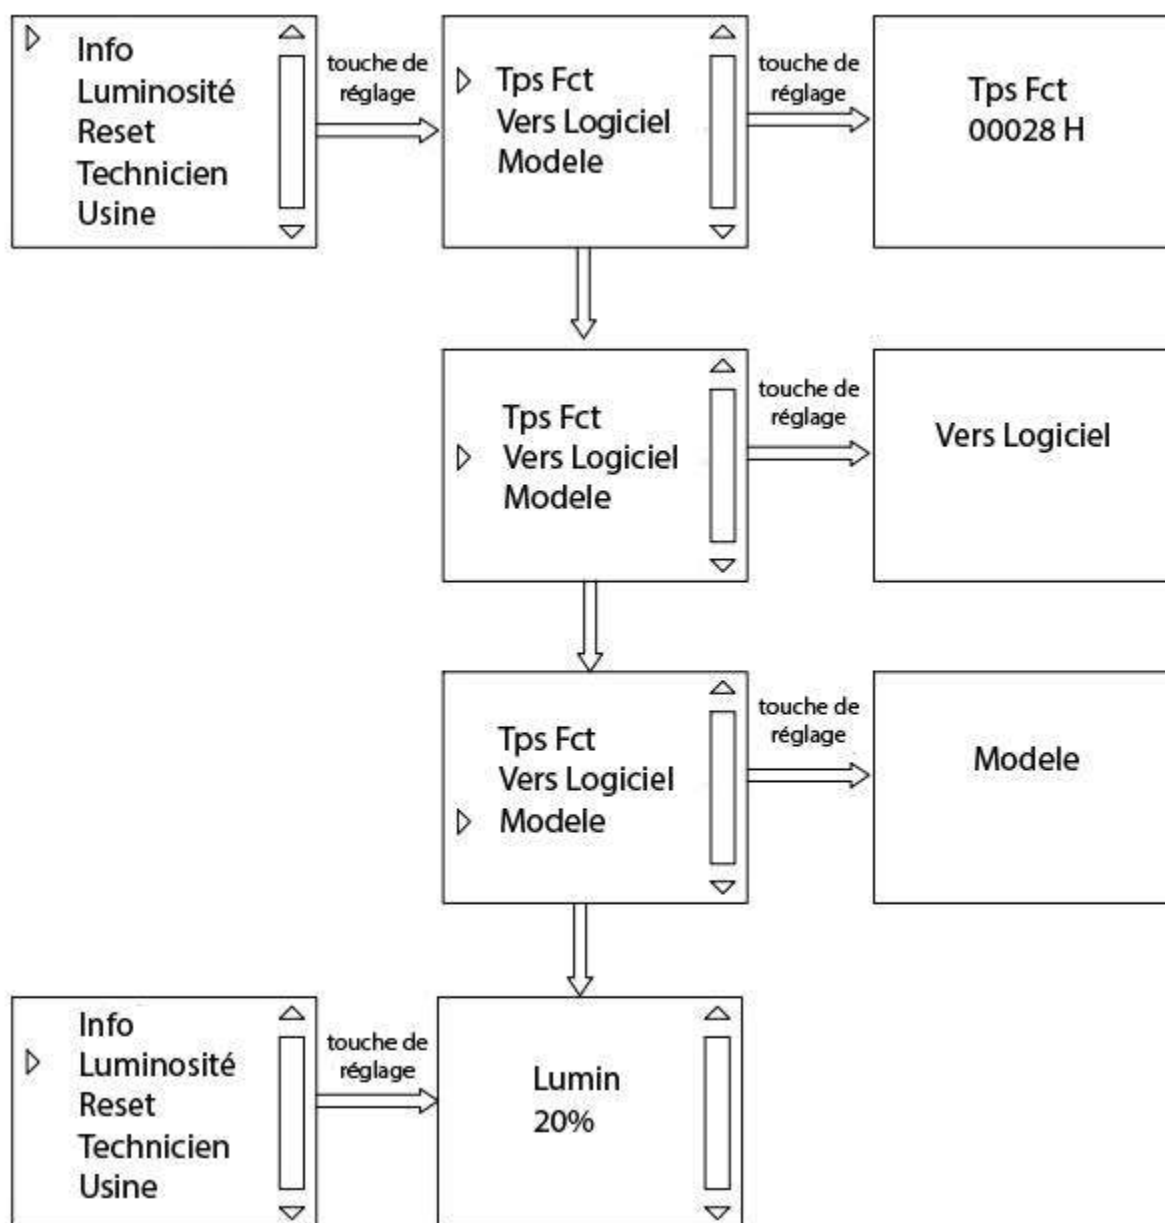 Info
Luminosité
Reset
Technicien
Usine
touche de
réglage
Tps Fct
Vers Logiciel
Modele
touche de
réglage
Tps Fct
00028 H
Tps Fct
Vers Logiciel
Modele
touche de
réglage
Vers Logiciel
Tps Fct
Vers Logiciel
Modele
touche de
réglage
Modele
Info
Luminosité
Reset
Technicien
Usine
touche de
réglage
Lumin
20%